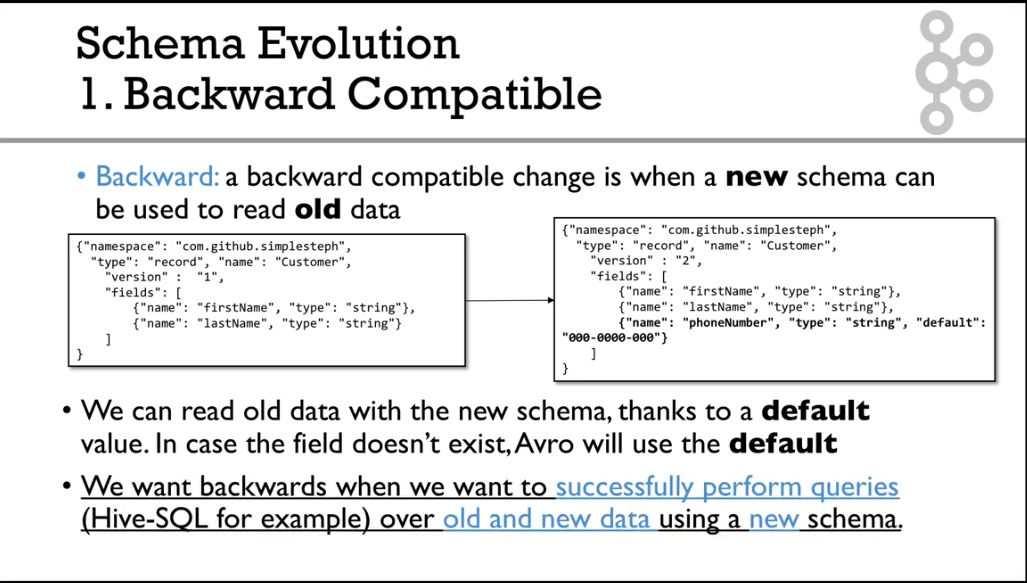 Schema Evolution
1. Backward Compatible
• Backward: a backward compatible change is when a new schema can
be used to read old data
{"namespace": "com.github.simplesteph",
"type": "record", "name": "Customer",
"version" : "1",
"fields": [
{"name": "firstName", "type": "string"},
{"name": "lastName", "type": "string"}
]
}
{"namespace": "com.github.simplesteph",
"type": "record", "name": "Customer",
"version" : "2",
"fields": [
{"name": "firstName", "type": "string"},
{"name": "lastName", "type": "string"},
{"name": "phoneNumber", "type": "string", "default":
"000-0000-000"}
]
}
• We can read old data with the new schema, thanks to a default
value. In case the field doesn’t exist, Avro will use the default
• We want backwards when we want to successfully perform queries
(Hive-SQL for example) over old and new data using a new schema.